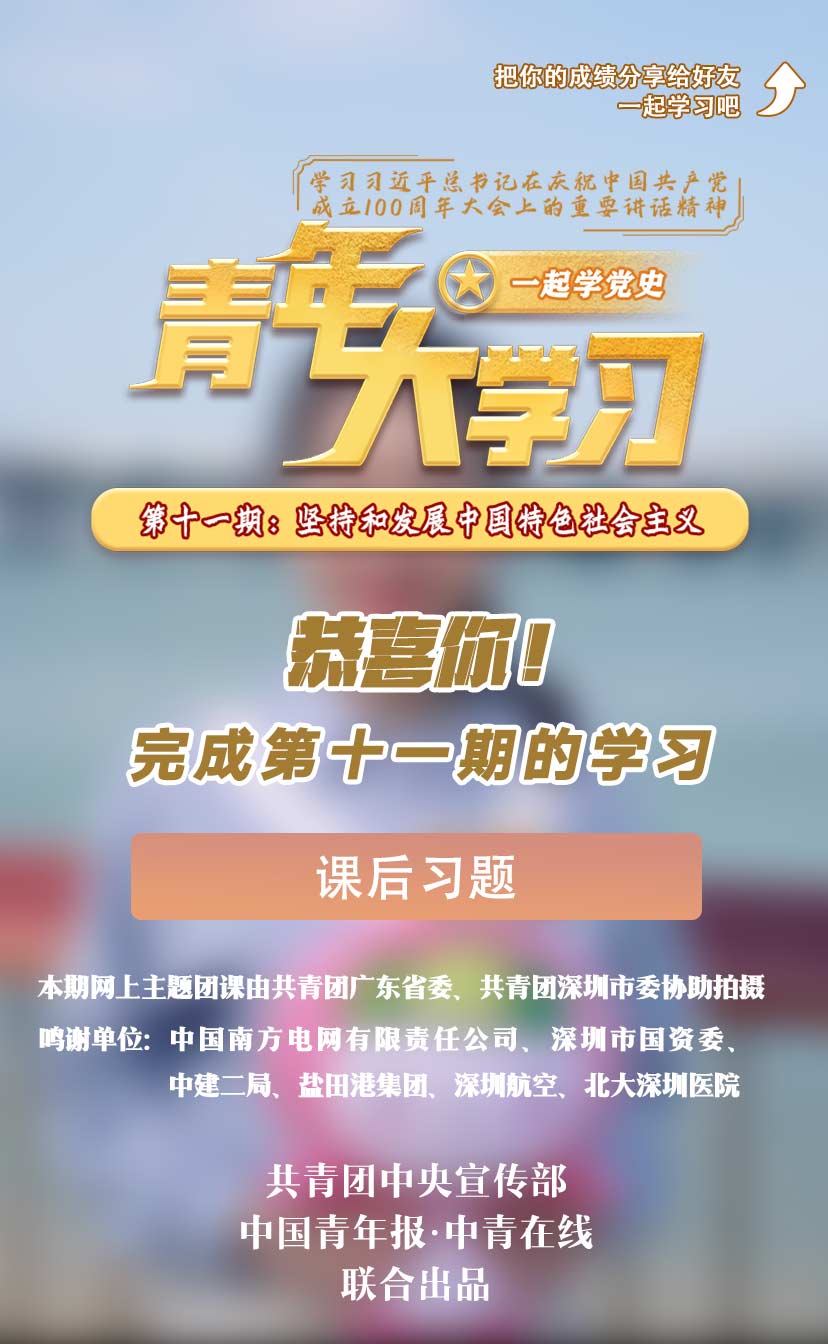 把你的成绩分享给好友
一起学习吧
学习习近平总书记在庆祝中国共产党
成立100周年大会上的重要讲话精神
青年大学习
一起学党史
第十一期：坚持和发展中国特色社会主义
恭喜你！
完成第十一期的学习
课后习题
本期网上主题团课由共青团广东省委、共青团深圳市委协助拍摄
鸣谢单位：中国南方电网有限责任公司、深圳市国资委、
中建二局、盐田港集团、深圳航空、北大深圳医院
共青团中央宣传部
中国青年报·中青在线
联合出品